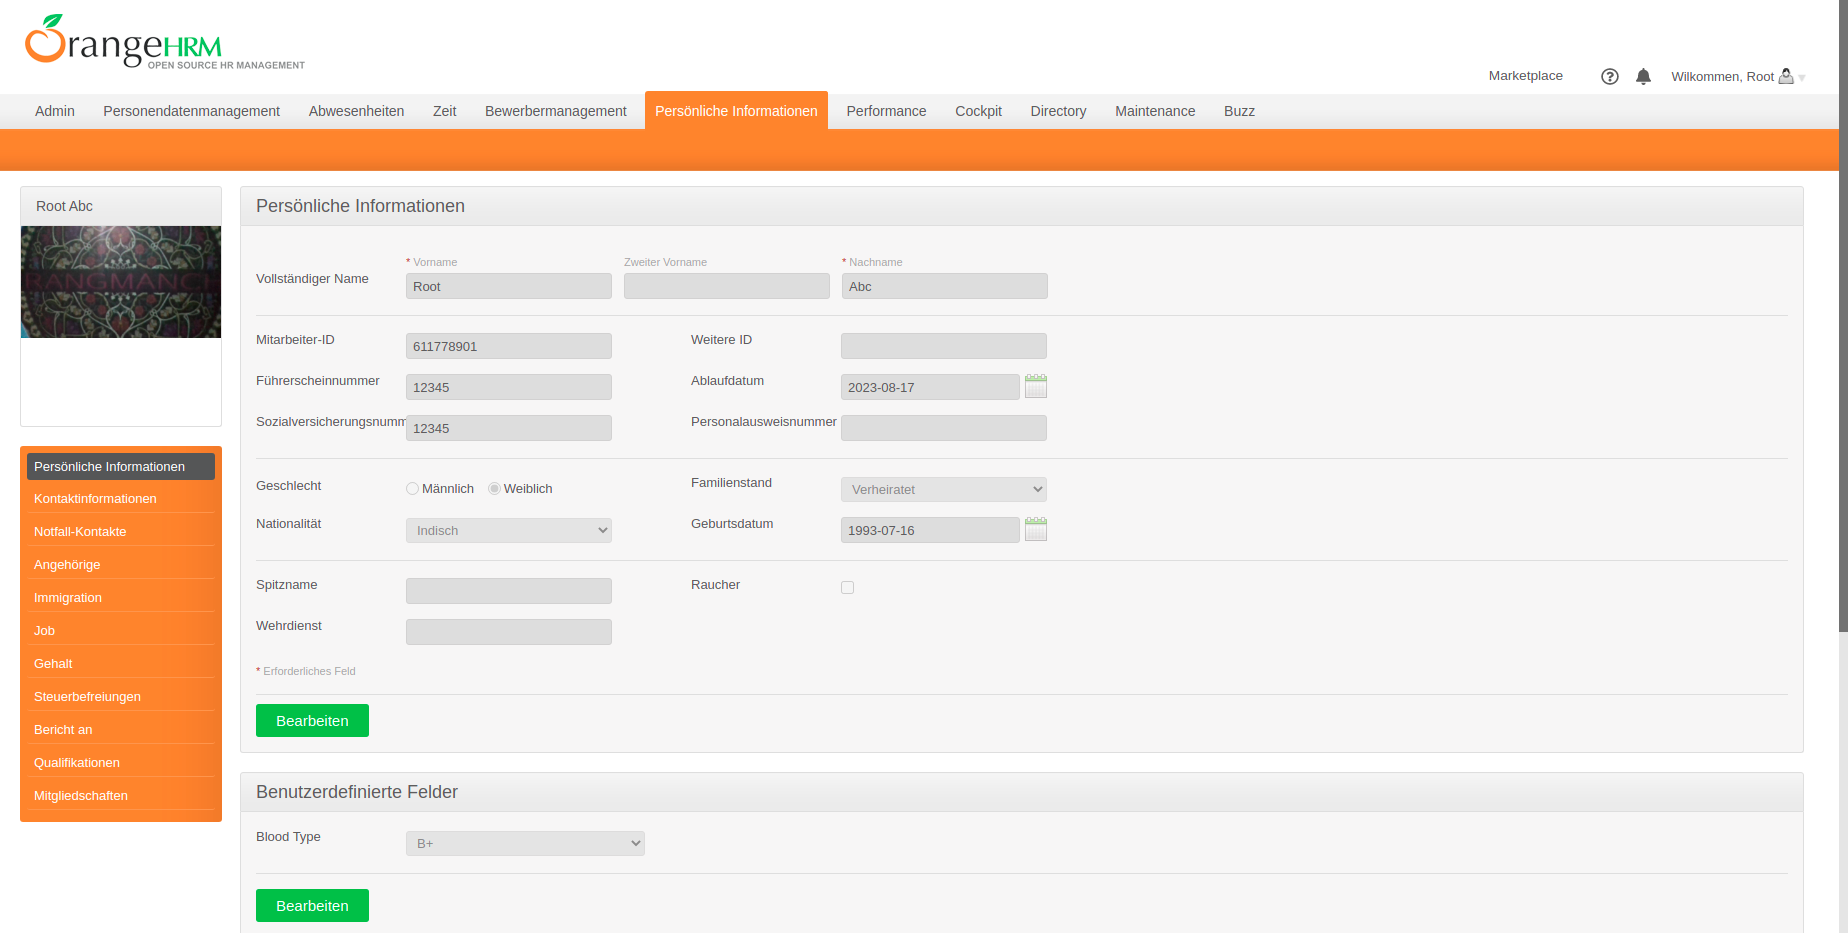 OrangeHRM
OPEN SOURCE HR MANAGEMENT
Marketplace
Wilkommen, Root
Admin Personendatenmanagement Abwesenheiten Zeit Bewerbermanagement Persönliche Informationen Performance Cockpit Directory Maintenance Buzz
Root Abc
RANGMANCH
Persönliche Informationen
Kontaktinformationen
Notfall-Kontakte
Angehörige
Immigration
Job
Gehalt
Steuerbefreiungen
Bericht an
Qualifikationen
Mitgliedschaften
Persönliche Informationen
* Vorname Zweiter Vorname * Nachname
Vollständiger Name Root Abc
Mitarbeiter-ID 611778901 Weitere ID
Führerscheinnummer 12345 Ablaufdatum 2023-08-17
Sozialversicherungsnumm 12345 Personalausweisnummer
Geschlecht Männlich Weiblich Familienstand Verheiratet
Nationalität Indisch Geburtsdatum 1993-07-16
Spitzname Raucher
Wehrdienst
* Erforderliches Feld
Bearbeiten
Benutzerdefinierte Felder
Blood Type B+
Bearbeiten